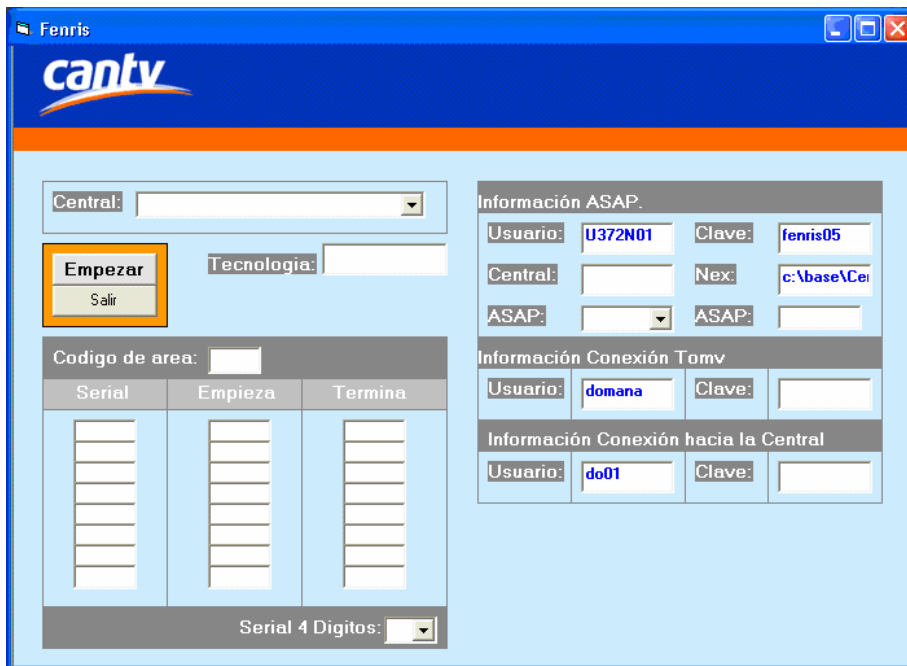 Fenris
cantv
Central:
Empezar
Salir
Tecnologia:
Codigo de area:
Serial Empieza Termina
Serial 4 Digitos:
Información ASAP.
Usuario: U372N01 Clave: fenris05
Central: Nex: c:\base\Cei
ASAP: ASAP:
Información Conexión Tomv
Usuario: domana Clave:
Información Conexión hacia la Central
Usuario: do01 Clave: